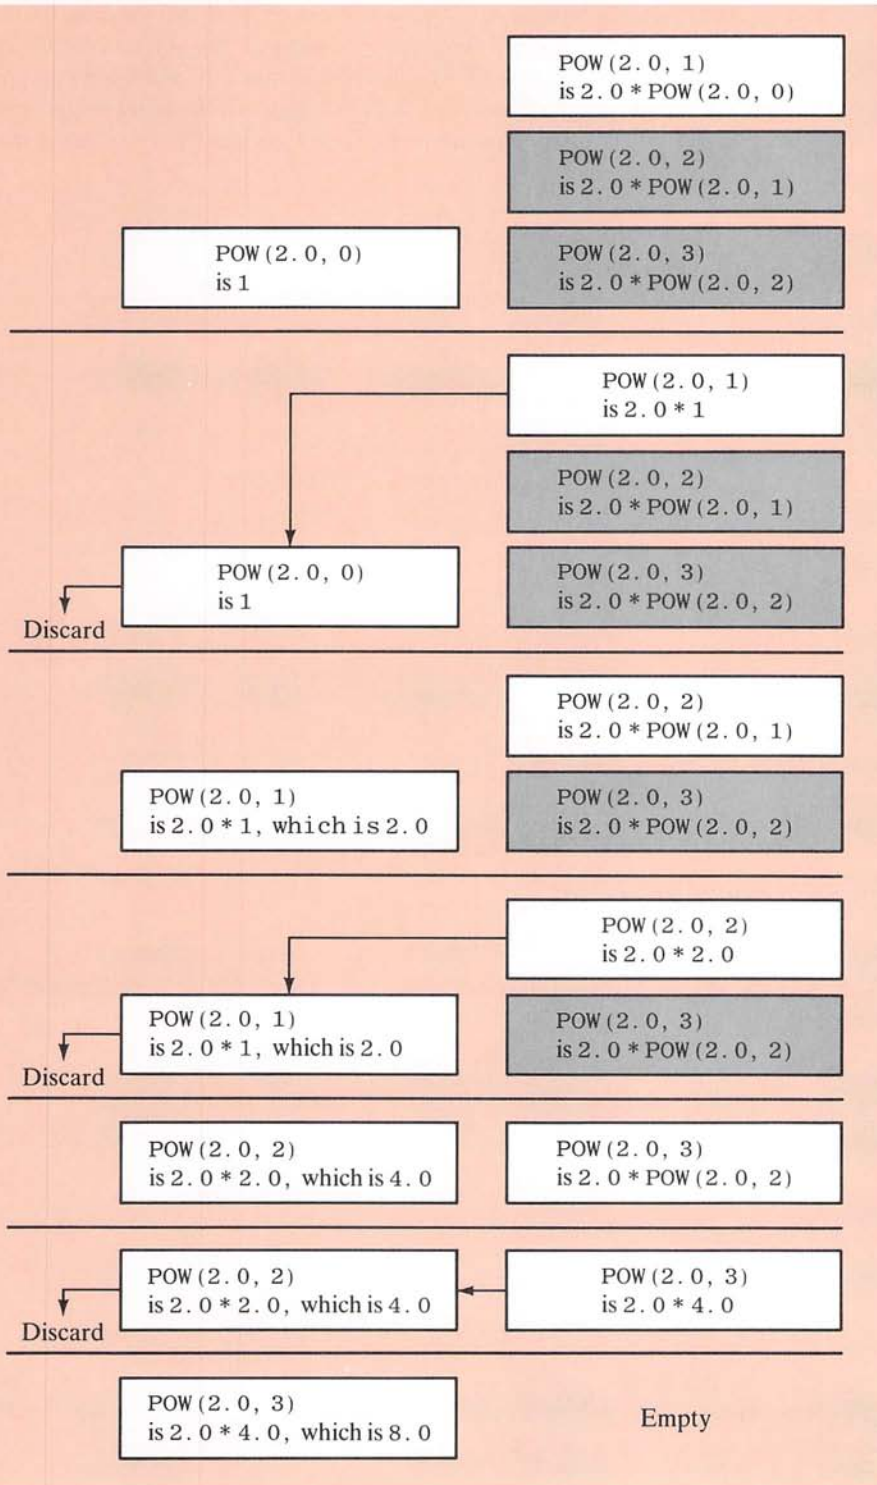 POW(2.0, 1)
is 2.0 * POW(2.0, 0)
POW(2.0, 2)
is 2.0 * POW(2.0, 1)
POW(2.0, 0)
is 1
POW(2.0, 3)
is 2.0 * POW(2.0, 2)
POW(2.0, 1)
is 2.0 * 1
POW(2.0, 2)
is 2.0 * POW(2.0, 1)
POW(2.0, 0)
is 1
POW(2.0, 3)
is 2.0 * POW(2.0, 2)
Discard
POW(2.0, 2)
is 2.0 * POW(2.0, 1)
POW(2.0, 1)
is 2.0 * 1, which is 2.0
POW(2.0, 3)
is 2.0 * POW(2.0, 2)
POW(2.0, 2)
is 2.0 * 2.0
POW(2.0, 1)
is 2.0 * 1, which is 2.0
POW(2.0, 3)
is 2.0 * POW(2.0, 2)
Discard
POW(2.0, 2)
is 2.0 * 2.0, which is 4.0
POW(2.0, 3)
is 2.0 * POW(2.0, 2)
POW(2.0, 2)
is 2.0 * 2.0, which is 4.0
POW(2.0, 3)
is 2.0 * 4.0
Discard
POW(2.0, 3)
is 2.0 * 4.0, which is 8.0
Empty